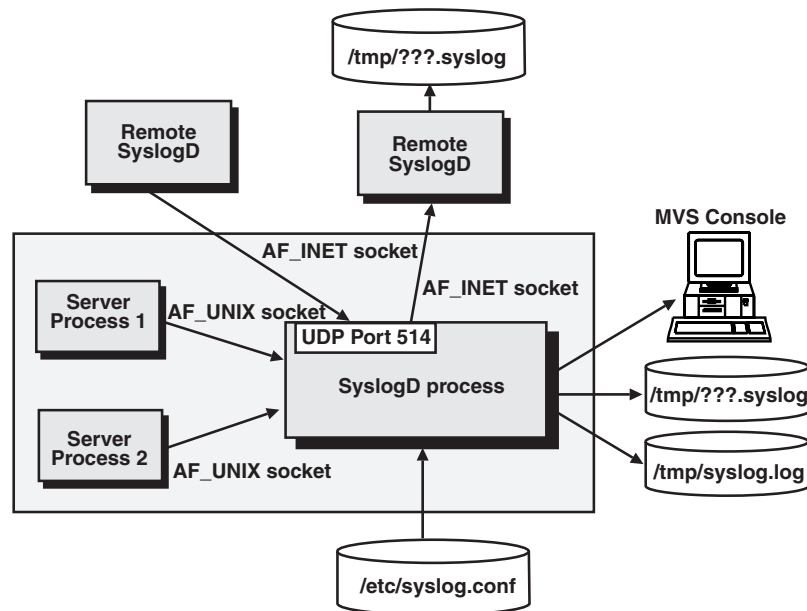 /tmp/???.syslog
Remote
SyslogD
Remote
SyslogD
MVS Console
AF_INET socket
AF_INET socket
Server
Process 1
AF_UNIX socket
UDP Port 514
SyslogD process
/tmp/???.syslog
Server
Process 2
AF_UNIX socket
/tmp/syslog.log
/etc/syslog.conf